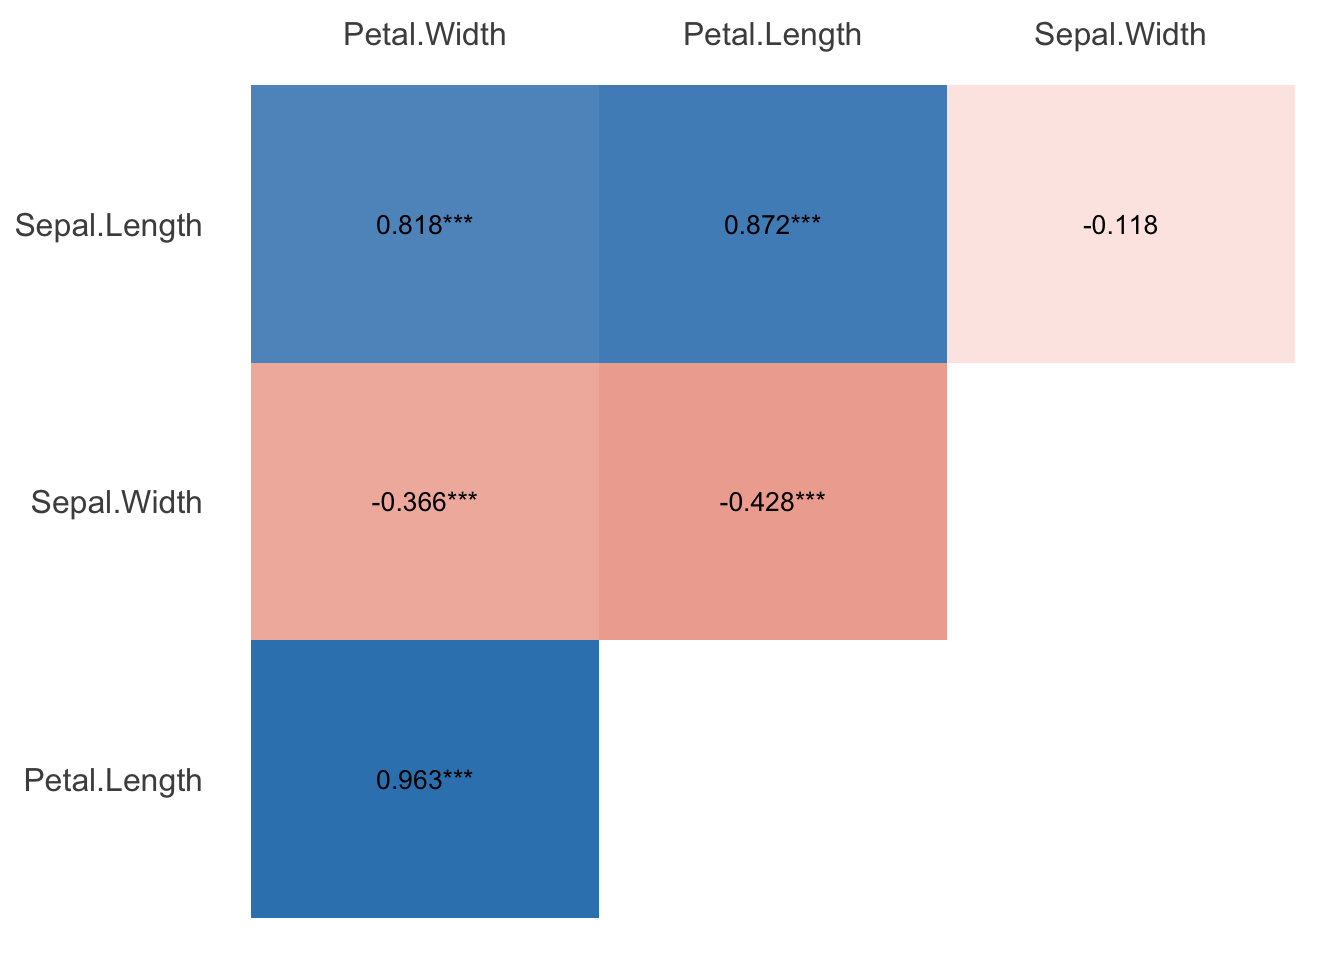 Petal.Width Petal.Length Sepal.Width
Sepal.Length 0.818*** 0.872*** -0.118
Sepal.Width -0.366*** -0.428***
Petal.Length 0.963***